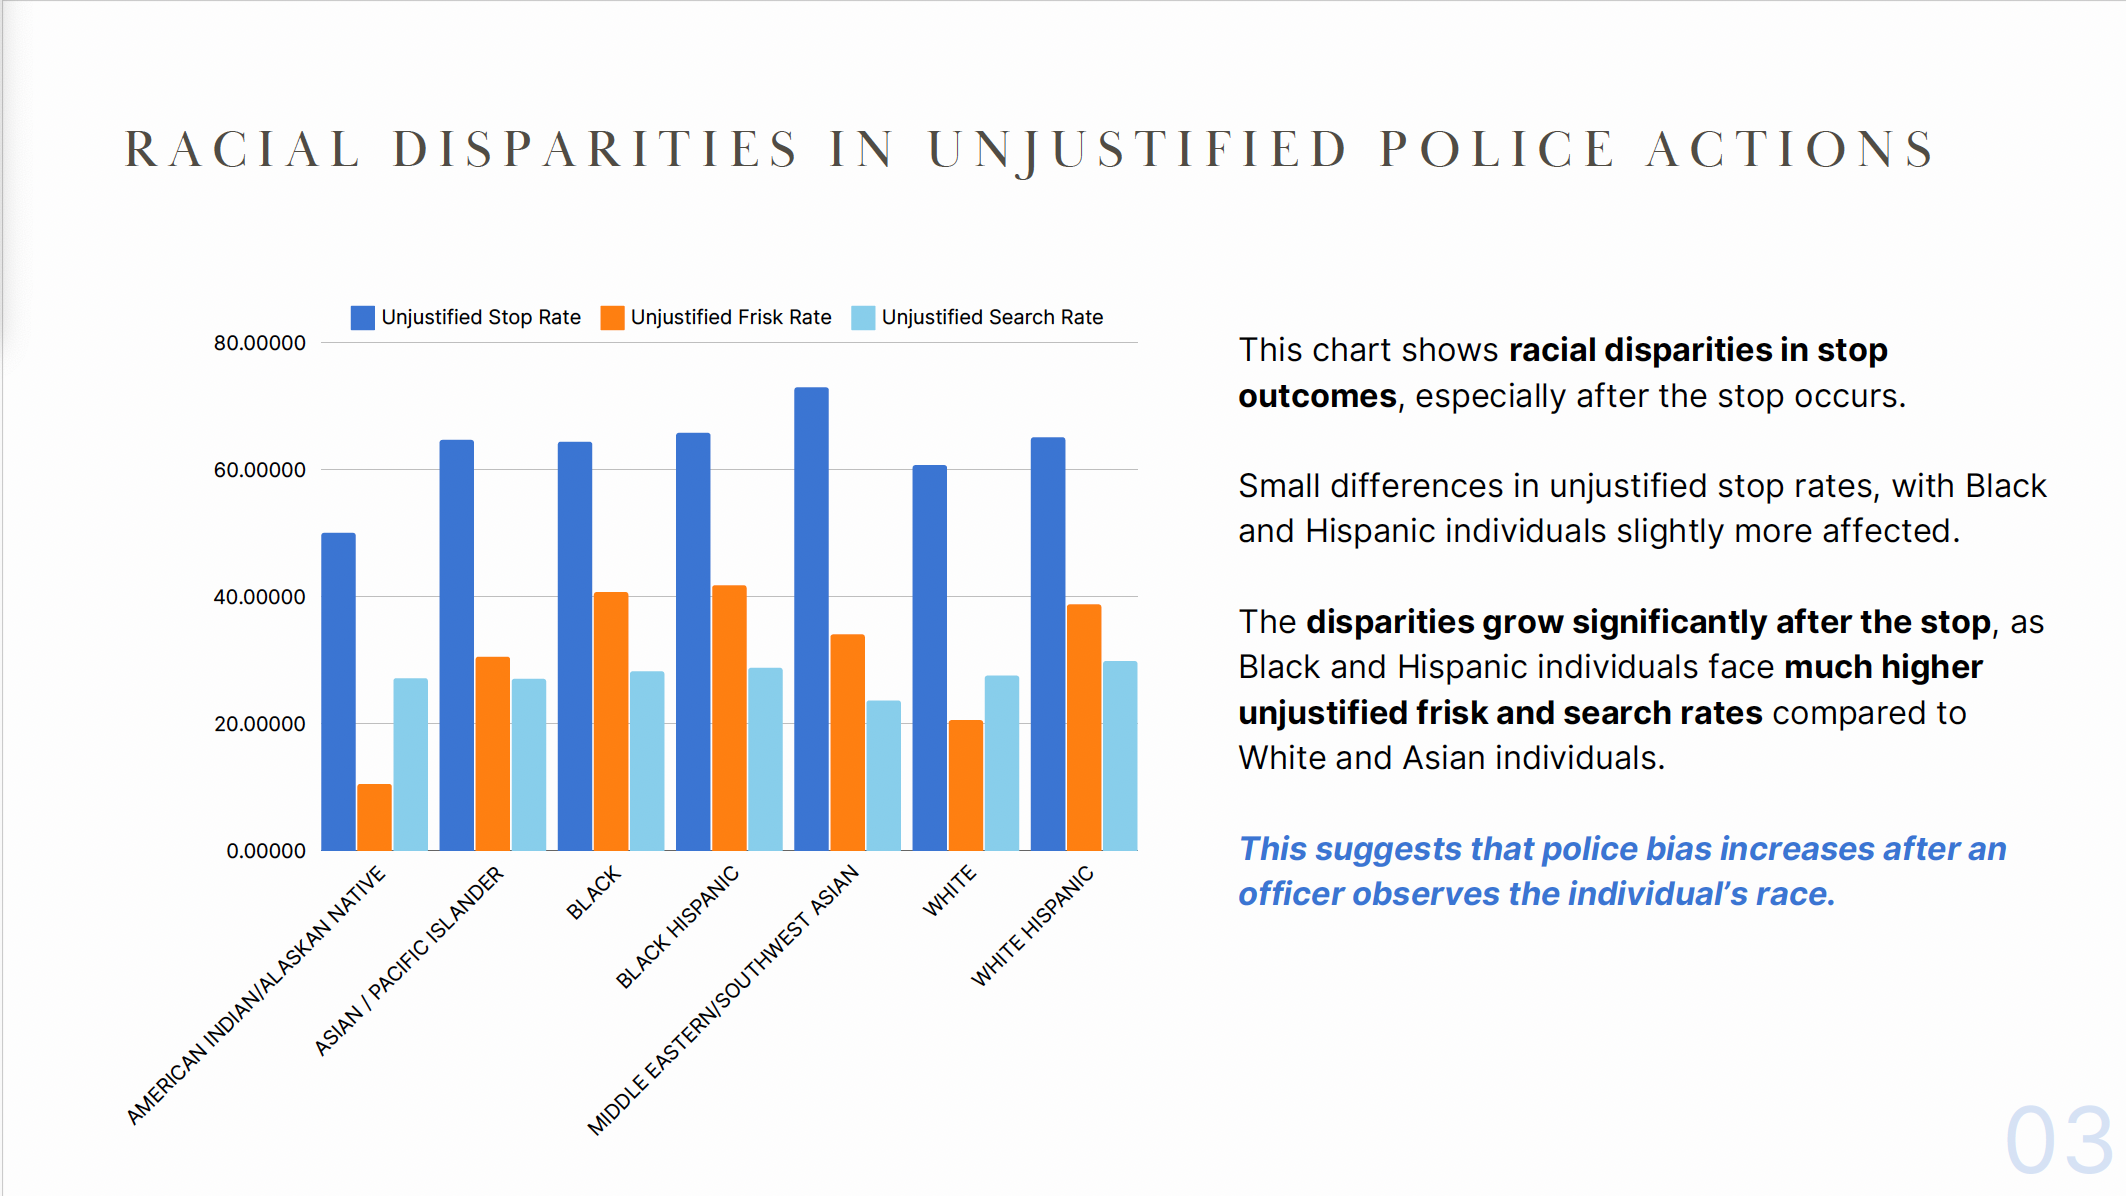 RACIAL DISPARITIES IN UNJUSTIFIED POLICE ACTIONS
Unjustified Stop Rate Unjustified Frisk Rate Unjustified Search Rate
80.00000
60.00000
40.00000
20.00000
0.00000
AMERICAN INDIAN/ALASKAN NATIVE
ASIAN / PACIFIC ISLANDER
BLACK
BLACK HISPANIC
MIDDLE EASTERN/SOUTHWEST ASIAN
WHITE
WHITE HISPANIC
This chart shows racial disparities in stop
outcomes, especially after the stop occurs.
Small differences in unjustified stop rates, with Black
and Hispanic individuals slightly more affected.
The disparities grow significantly after the stop, as
Black and Hispanic individuals face much higher
unjustified frisk and search rates compared to
White and Asian individuals.
This suggests that police bias increases after an
officer observes the individual’s race.
03